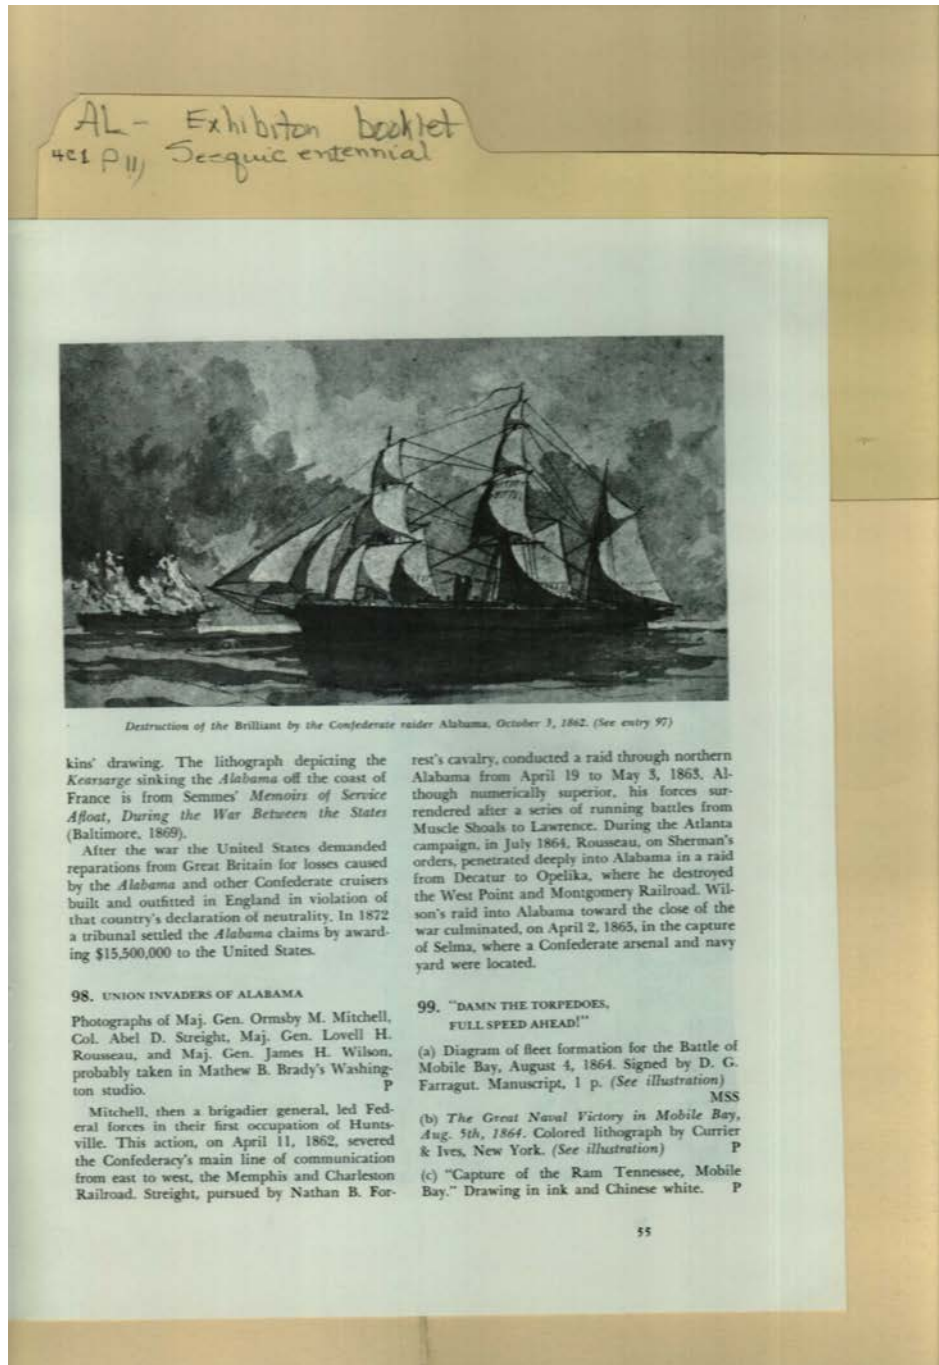 AL - Exhibiton booklet
4c1 P11, Sesquicentennial
Destruction of the Brilliant by the Confederate raider Alabama, October 3, 1862. (See entry 97)
kins' drawing. The lithograph depicting the
Kearsarge sinking the Alabama off the coast of
France is from Semmes' Memoirs of Service
Afloat, During the War Between the States
(Baltimore, 1869).
After the war the United States demanded
reparations from Great Britain for losses caused
by the Alabama and other Confederate cruisers
built and outfitted in England in violation of
that country's declaration of neutrality. In 1872
a tribunal settled the Alabama claims by award-
ing $15,500,000 to the United States.
98. UNION INVADERS OF ALABAMA
Photographs of Maj. Gen. Ormsby M. Mitchell,
Col. Abel D. Streight, Maj. Gen. Lovell H.
Rousseau, and Maj. Gen. James H. Wilson,
probably taken in Mathew B. Brady's Washing-
ton studio. P
Mitchell, then a brigadier general, led Fed-
eral forces in their first occupation of Hunts-
ville. This action, on April 11, 1862, severed
the Confederacy's main line of communication
from east to west, the Memphis and Charleston
Railroad. Streight, pursued by Nathan B. For-
rest's cavalry, conducted a raid through northern
Alabama from April 19 to May 3, 1863. Al-
though numerically superior, his forces sur-
rendered after a series of running battles from
Muscle Shoals to Lawrence. During the Atlanta
campaign, in July 1864, Rousseau, on Sherman's
orders, penetrated deeply into Alabama in a raid
from Decatur to Opelika, where he destroyed
the West Point and Montgomery Railroad. Wil-
son's raid into Alabama toward the close of the
war culminated, on April 2, 1865, in the capture
of Selma, where a Confederate arsenal and navy
yard were located.
99. "DAMN THE TORPEDOES,
FULL SPEED AHEAD!"
(a) Diagram of fleet formation for the Battle of
Mobile Bay, August 4, 1864. Signed by D. G.
Farragut. Manuscript, 1 p. (See illustration)
MSS
(b) The Great Naval Victory in Mobile Bay,
Aug. 5th, 1864. Colored lithograph by Currier
& Ives, New York. (See illustration) P
(c) "Capture of the Ram Tennessee, Mobile
Bay." Drawing in ink and Chinese white. P
55